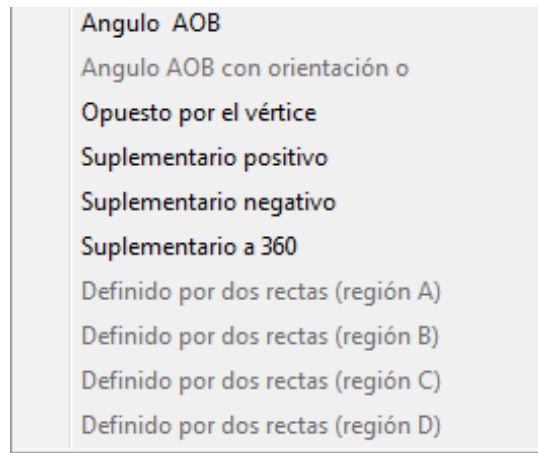 Angulo  AOB
Angulo AOB con orientación o
Opuesto por el vértice
Suplementario positivo
Suplementario negativo
Suplementario a 360
Definido por dos rectas (región A)
Definido por dos rectas (región B)
Definido por dos rectas (región C)
Definido por dos rectas (región D)